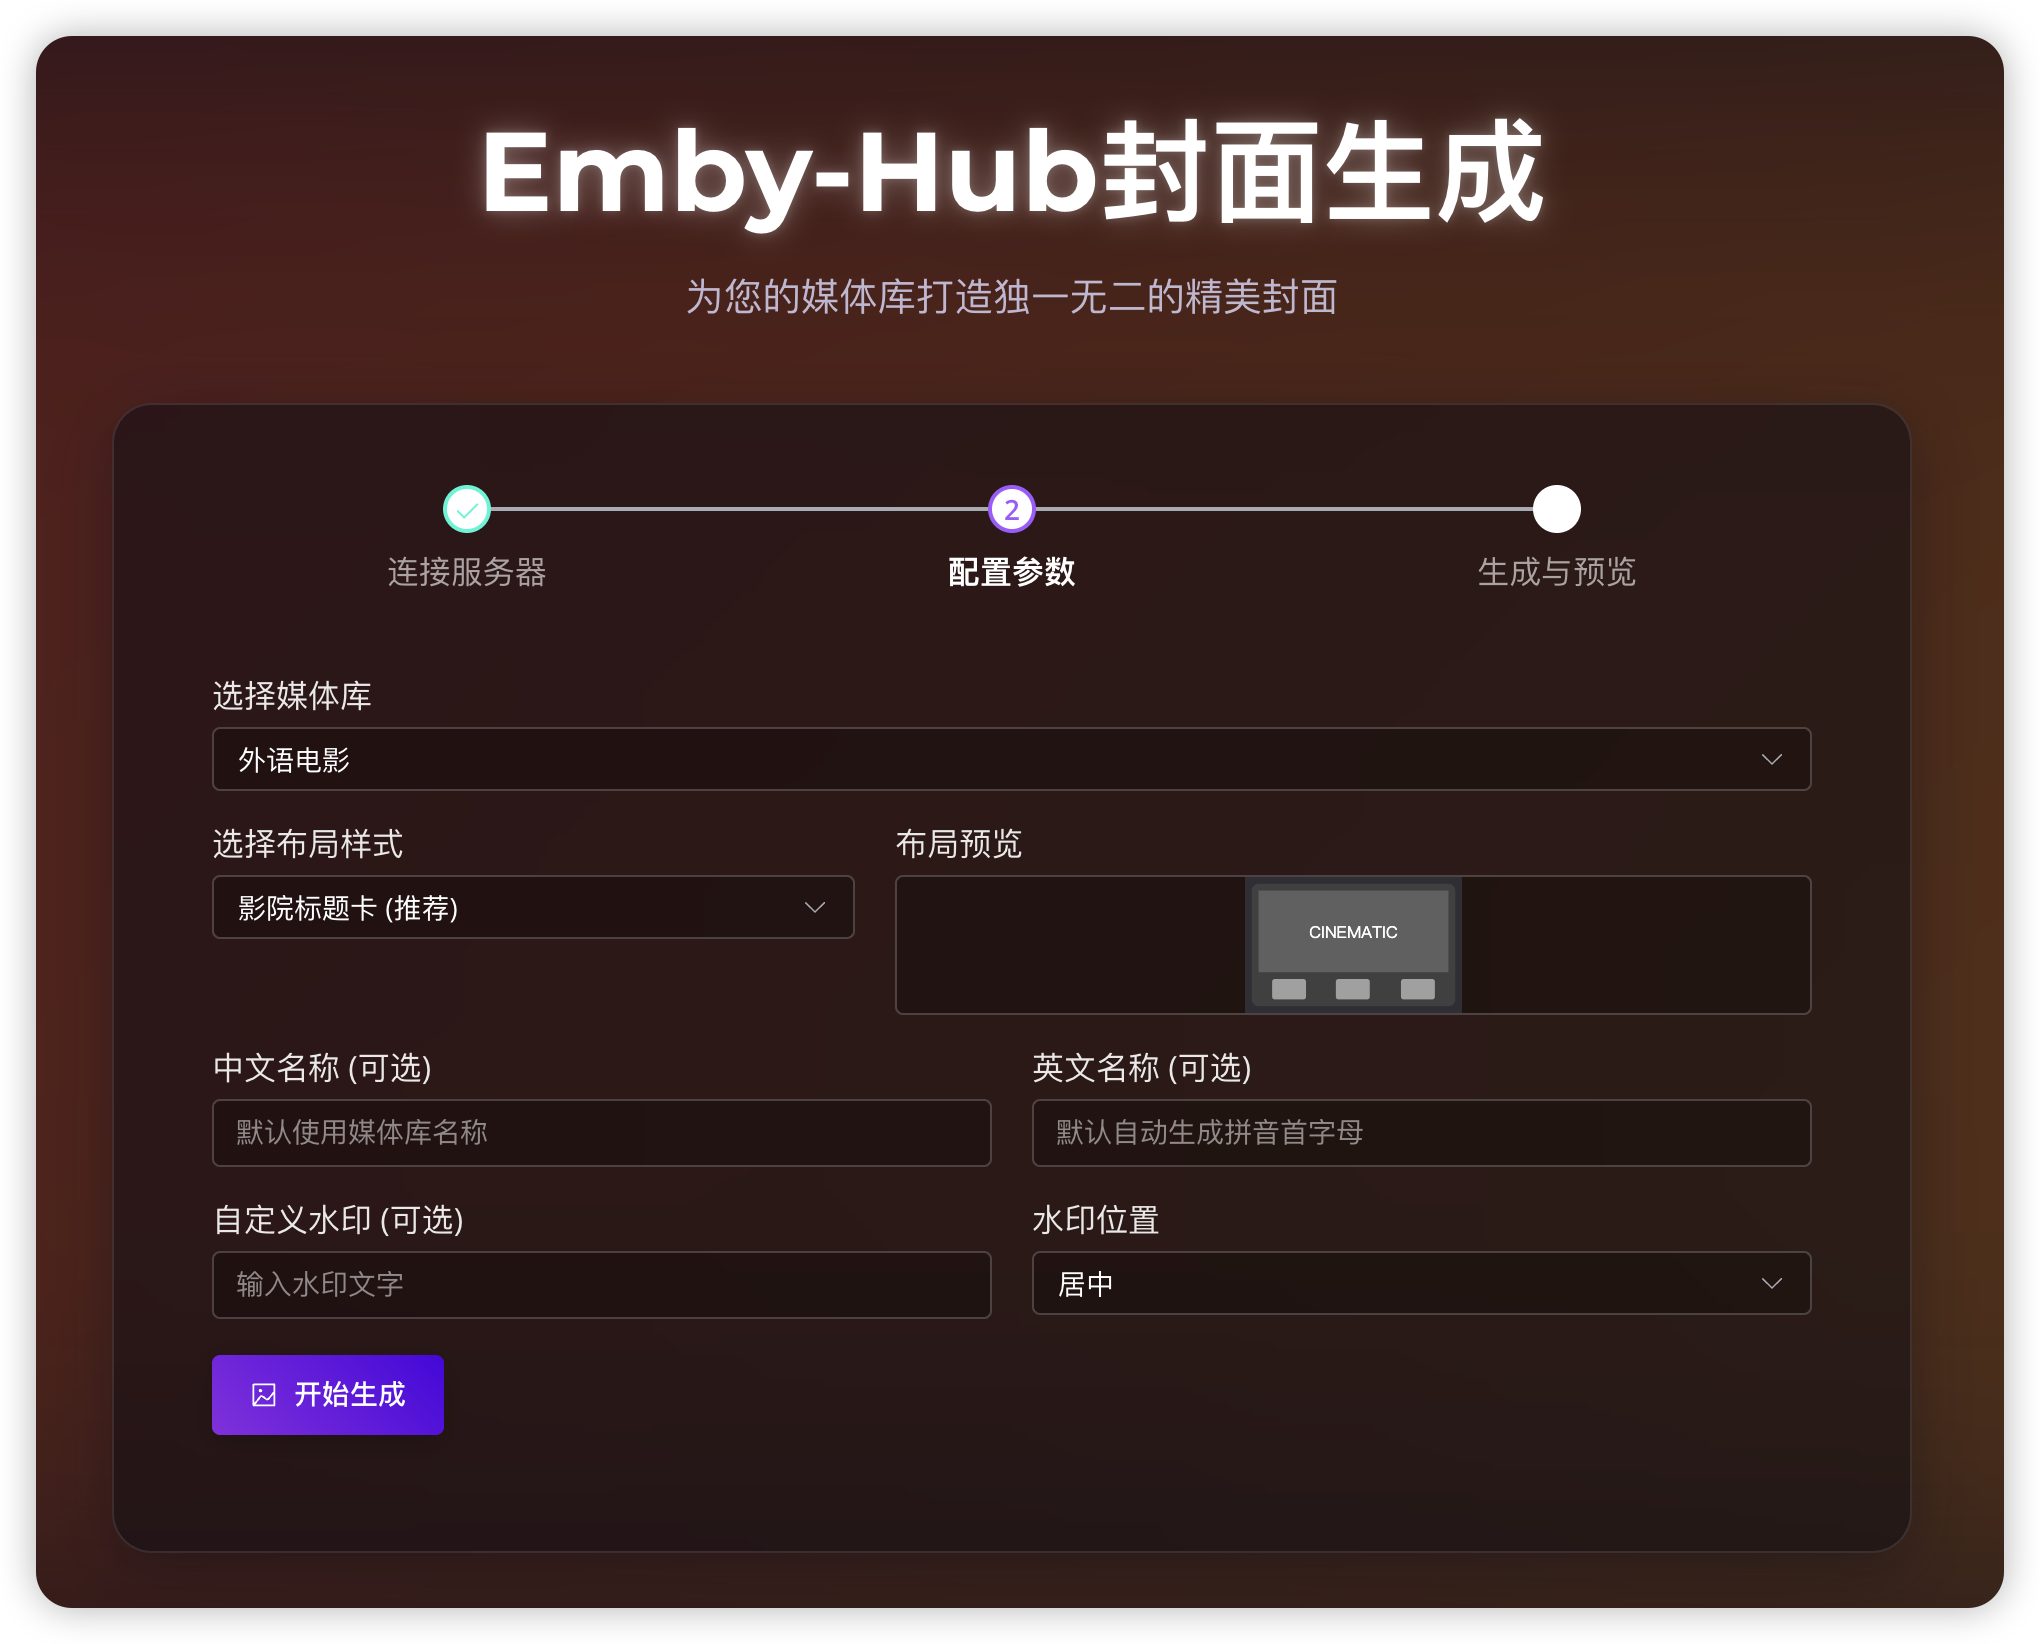 Emby-Hub封面生成
为您的媒体库打造独一无二的精美封面
2
连接服务器
配置参数
生成与预览
选择媒体库
外语电影
选择布局样式
布局预览
影院标题卡 (推荐)
CINEMATIC
中文名称 (可选)
英文名称 (可选)
默认使用媒体库名称
默认自动生成拼音首字母
自定义水印 (可选)
水印位置
输入水印文字
居中
开始生成